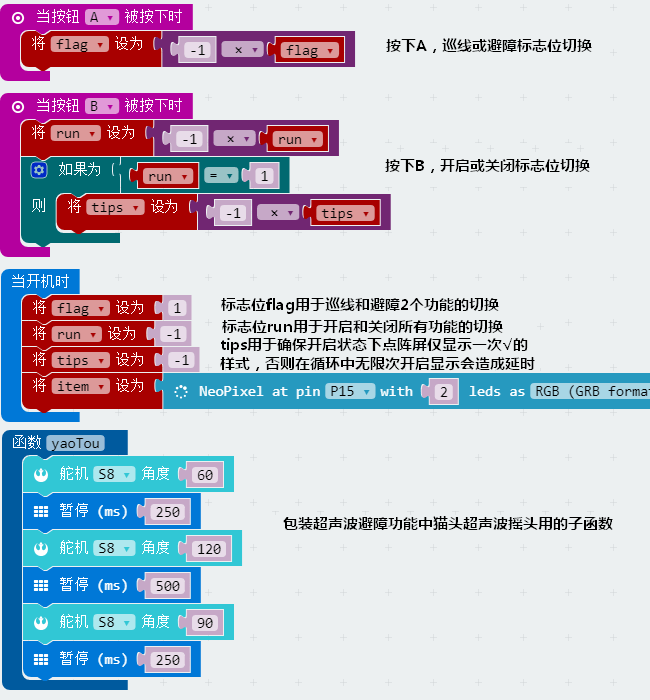 当按钮 A 被按下时
将 flag 设为 -1 × flag
按下A，巡线或避障标志位切换
当按钮 B 被按下时
将 run 设为 -1 × run
如果为 run = 1
按下B，开启或关闭标志位切换
则 将 tips 设为 -1 × tips
当开机时
将 flag 设为 1
标志位flag用于巡线和避障2个功能的切换
将 run 设为 -1
标志位run用于开启和关闭所有功能的切换
将 tips 设为 -1
tips用于确保开启状态下点阵屏仅显示一次√的
样式，否则在循环中无限次开启显示会造成延时
将 item 设为 NeoPixel at pin P15 with 2 leds as RGB (GRB forma
函数 yaoTou
舵机 S8 角度 60
暂停 (ms) 250
包装超声波避障功能中猫头超声波摇头用的子函数
舵机 S8 角度 120
暂停 (ms) 500
舵机 S8 角度 90
暂停 (ms) 250